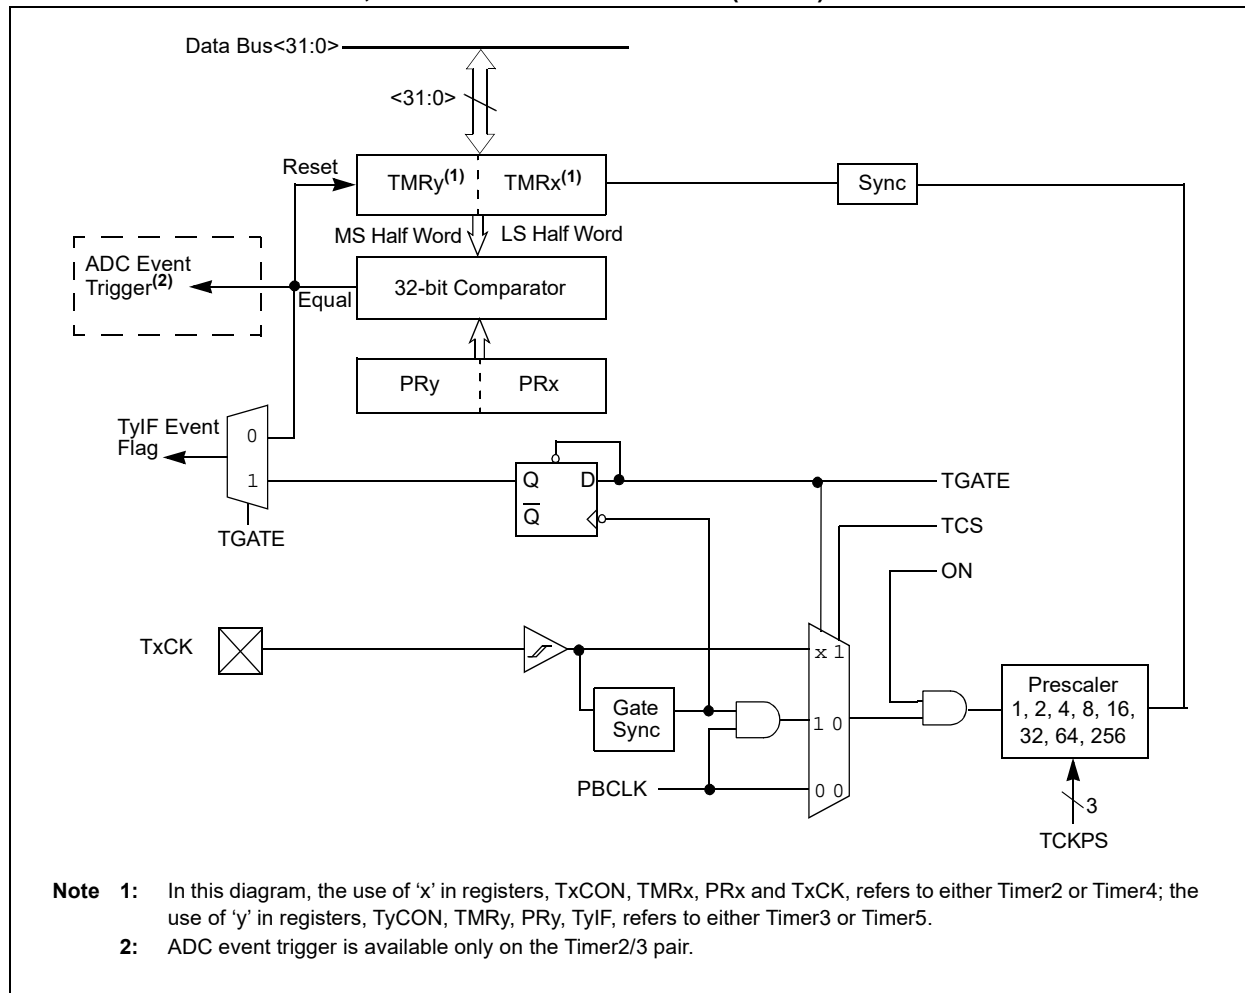 Data Bus<31:0>
<31:0>
Reset
TMRy(1)
TMRx(1)
Sync
MS Half Word
LS Half Word
ADC Event
Trigger(2)
Equal
32-bit Comparator
PRy
PRx
TyIF Event
Flag
0
1
TGATE
Q
D
Q̅
TGATE
TCS
ON
TxCK
x 1
Gate
Sync
1 0
Prescaler
1, 2, 4, 8, 16,
32, 64, 256
PBCLK
0 0
3
TCKPS
Note 1: In this diagram, the use of ‘x’ in registers, TxCON, TMRx, PRx and TxCK, refers to either Timer2 or Timer4; the
use of ‘y’ in registers, TyCON, TMRy, PRy, TyIF, refers to either Timer3 or Timer5.
2: ADC event trigger is available only on the Timer2/3 pair.